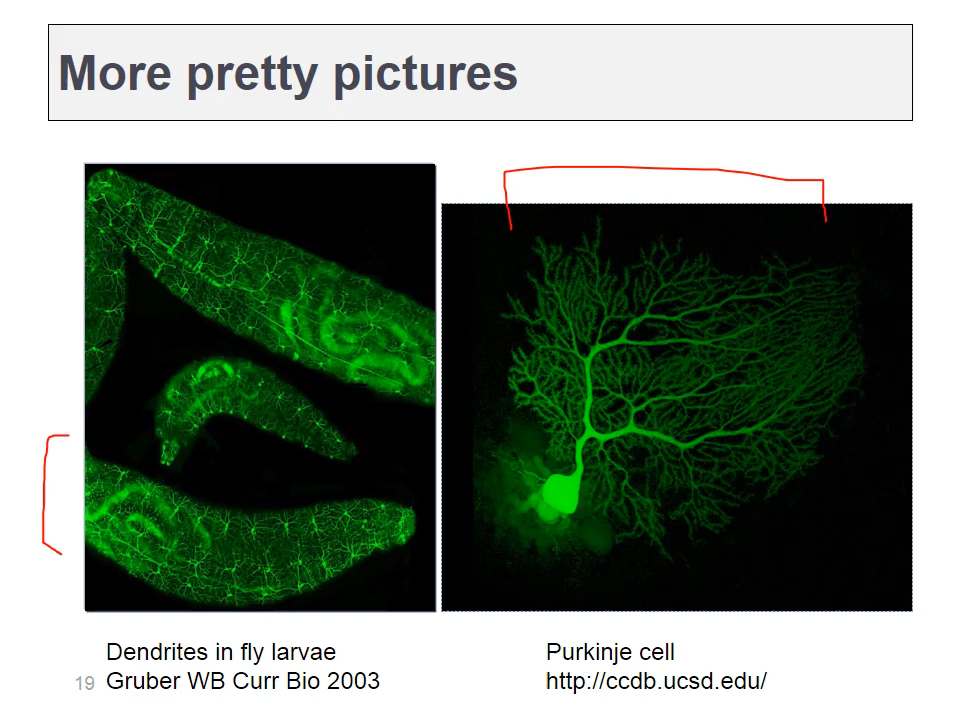 More pretty pictures
Dendrites in fly larvae
Gruber WB Curr Bio 2003
Purkinje cell
http://ccdb.ucsd.edu/
19